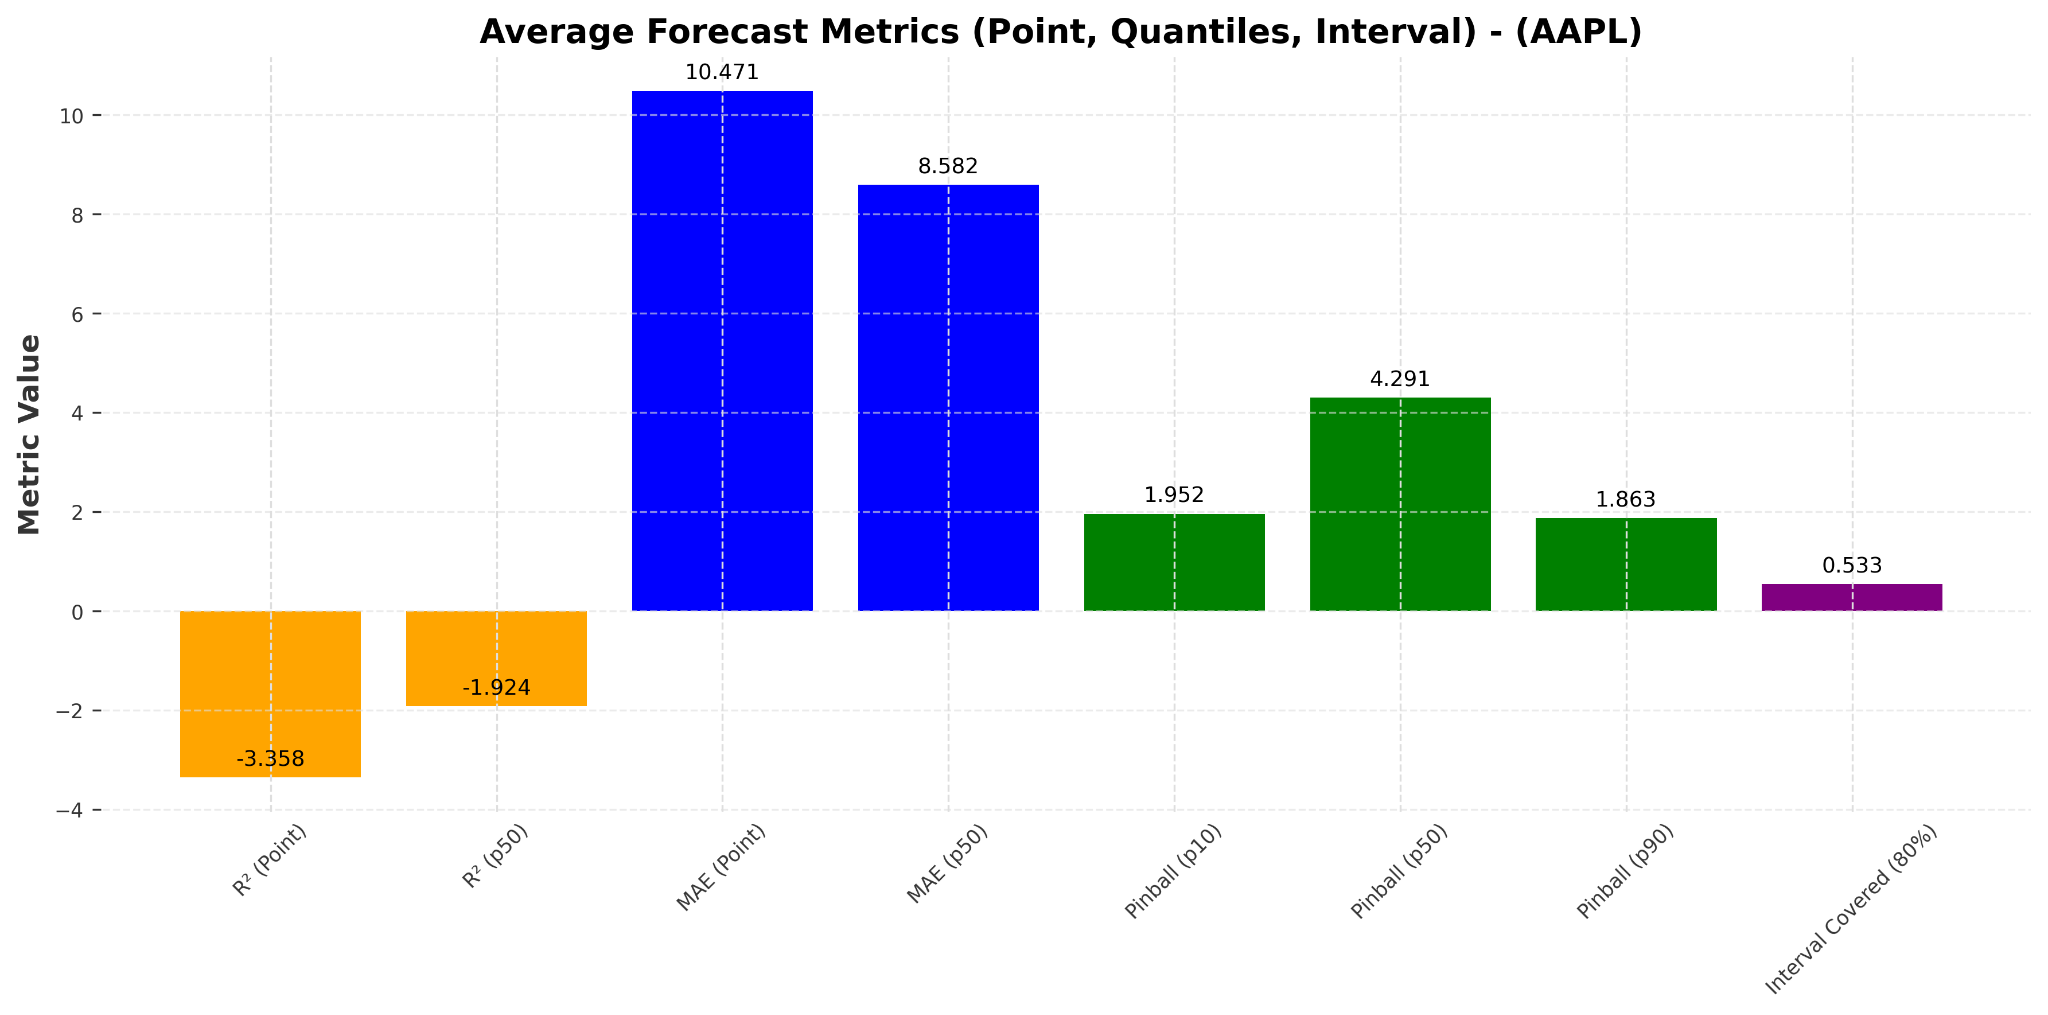 Average Forecast Metrics (Point, Quantiles, Interval) - (AAPL)
Metric Value
10
8
6
4
2
0
−2
−4
-3.358
-1.924
10.471
8.582
1.952
4.291
1.863
0.533
R² (Point)
R² (p50)
MAE (Point)
MAE (p50)
Pinball (p10)
Pinball (p50)
Pinball (p90)
Interval Covered (80%)